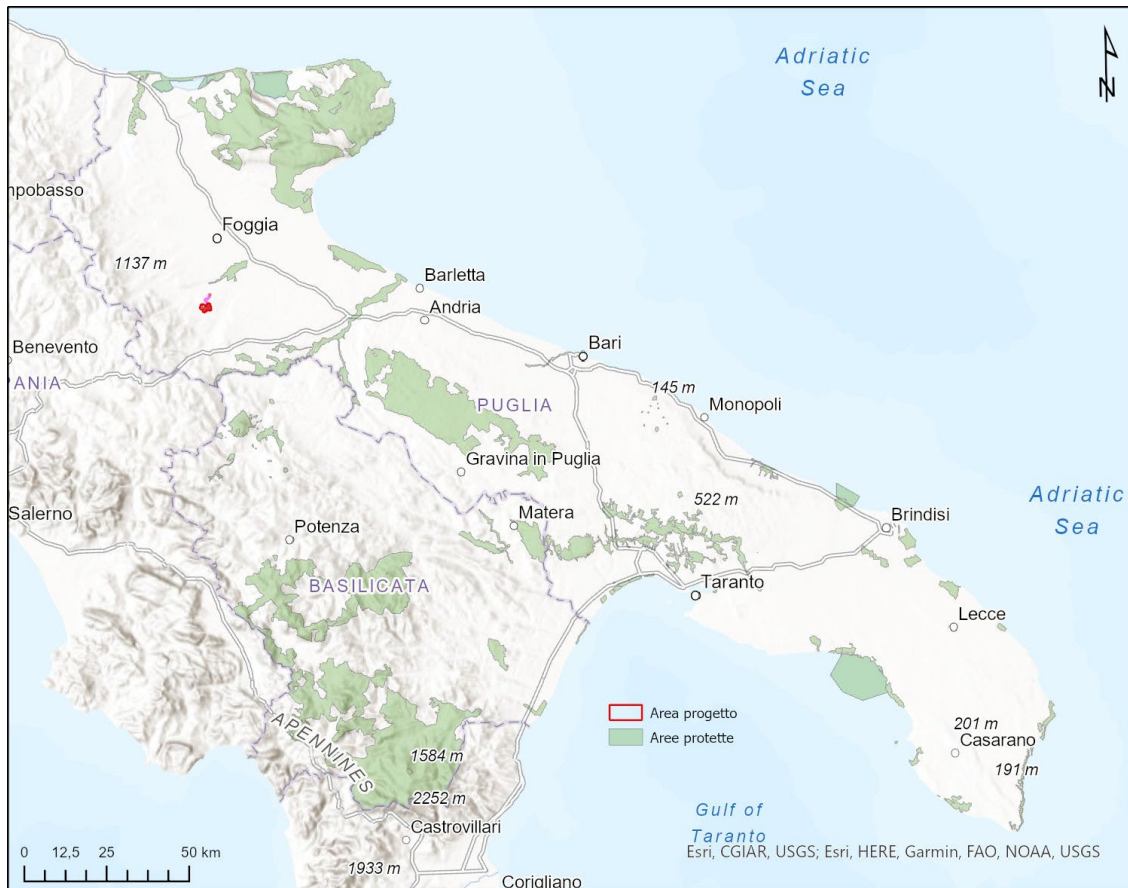 Adriatic
Sea
N
mpobasso
Foggia
1137 m
Barletta
Andria
Benevento
Bari
ANIA
145 m
PUGLIA
Monopoli
Gravina in Puglia
Adriatic
Sea
522 m
Salerno
Matera
Brindisi
Potenza
BASILICATA
Taranto
Lecce
Area progetto
Aree protette
APENNINES
201 m
Casarano
1584 m
191 m
2252 m
Gulf of
Taranto
Castrovillari
Esri, CGIAR, USGS; Esri, HERE, Garmin, FAO, NOAA, USGS
0 12,5 25 50 km
1933 m
Corigliano